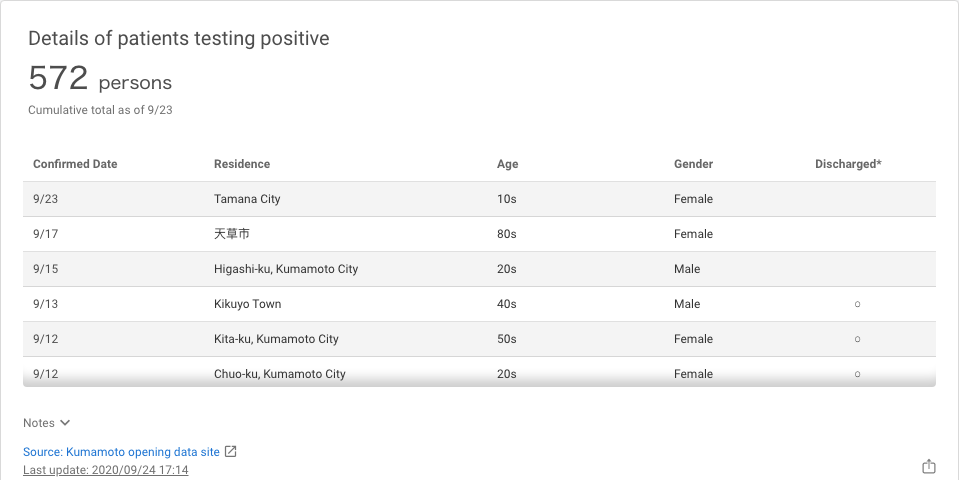 Details of patients testing positive
572 persons
Cumulative total as of 9/23
Confirmed Date Residence Age Gender Discharged*
9/23 Tamana City 10s Female
9/17 天草市 80s Female
9/15 Higashi-ku, Kumamoto City 20s Male
9/13 Kikuyo Town 40s Male ○
9/12 Kita-ku, Kumamoto City 50s Female ○
9/12 Chuo-ku, Kumamoto City 20s Female ○
Notes
Source: Kumamoto opening data site
Last update: 2020/09/24 17:14